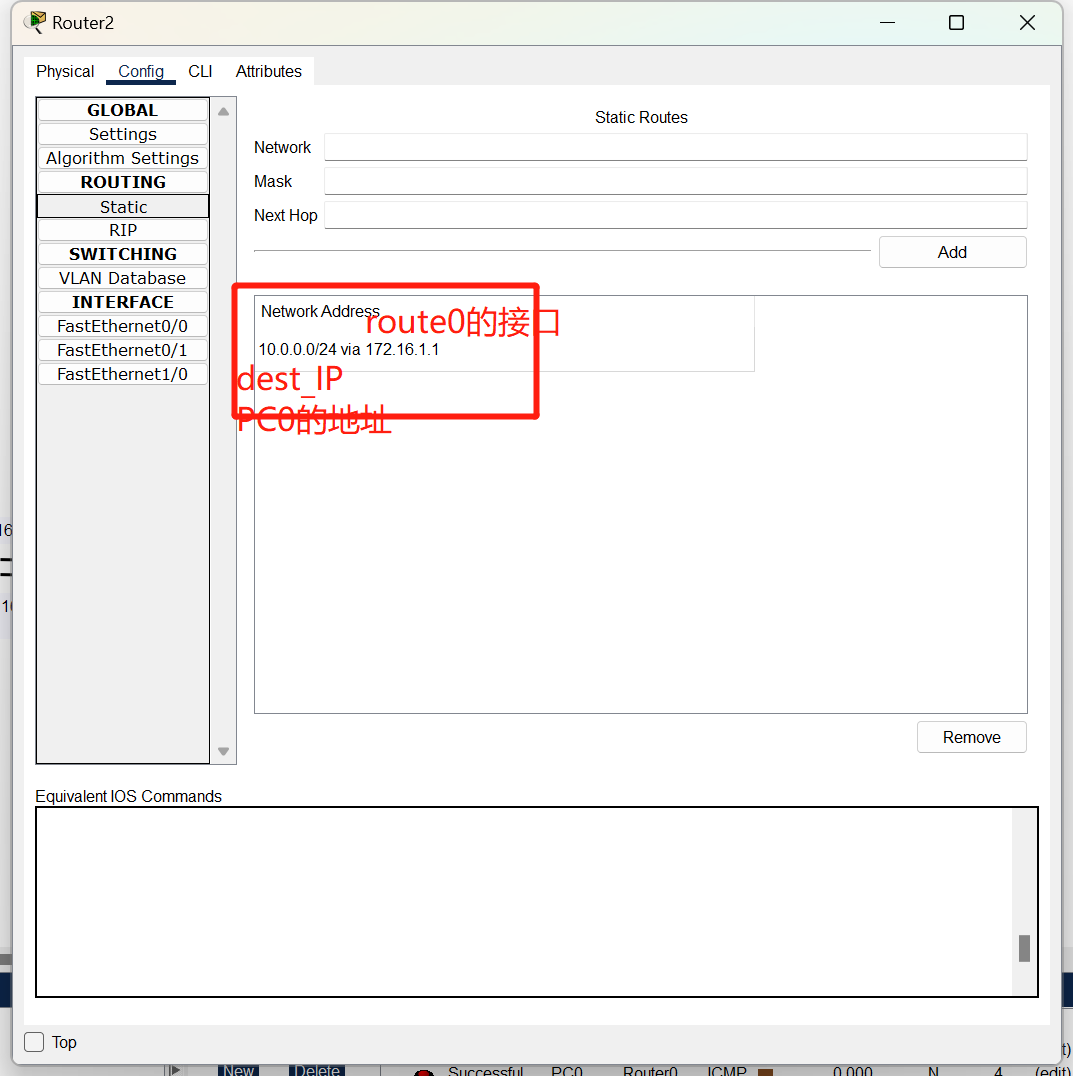 Router2
Physical Config CLI Attributes
GLOBAL
Settings
Algorithm Settings
ROUTING
Static
RIP
SWITCHING
VLAN Database
INTERFACE
FastEthernet0/0
FastEthernet0/1
FastEthernet1/0
Static Routes
Network
Mask
Next Hop
Add
Network Address
route0的接口
10.0.0.0/24 via 172.16.1.1
dest_IP
PC0的地址
Remove
Equivalent IOS Commands
Top
New Delete Successful PC0 Router0 ICMP 0.000 N 4 (edit)